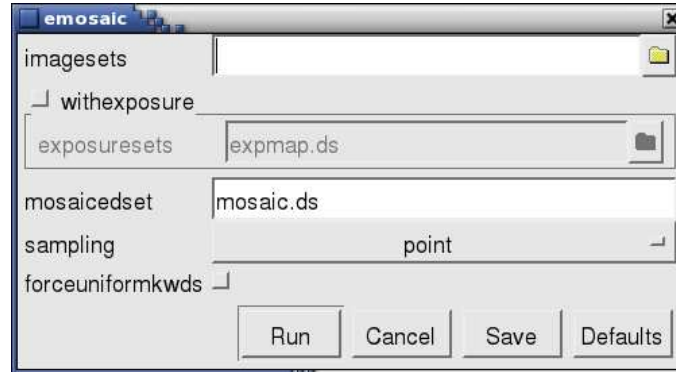 emosaic
imagesets
withexposure
exposuresets expmap.ds
mosaicedset mosaic.ds
sampling point
forceuniformkwds
Run Cancel Save Defaults